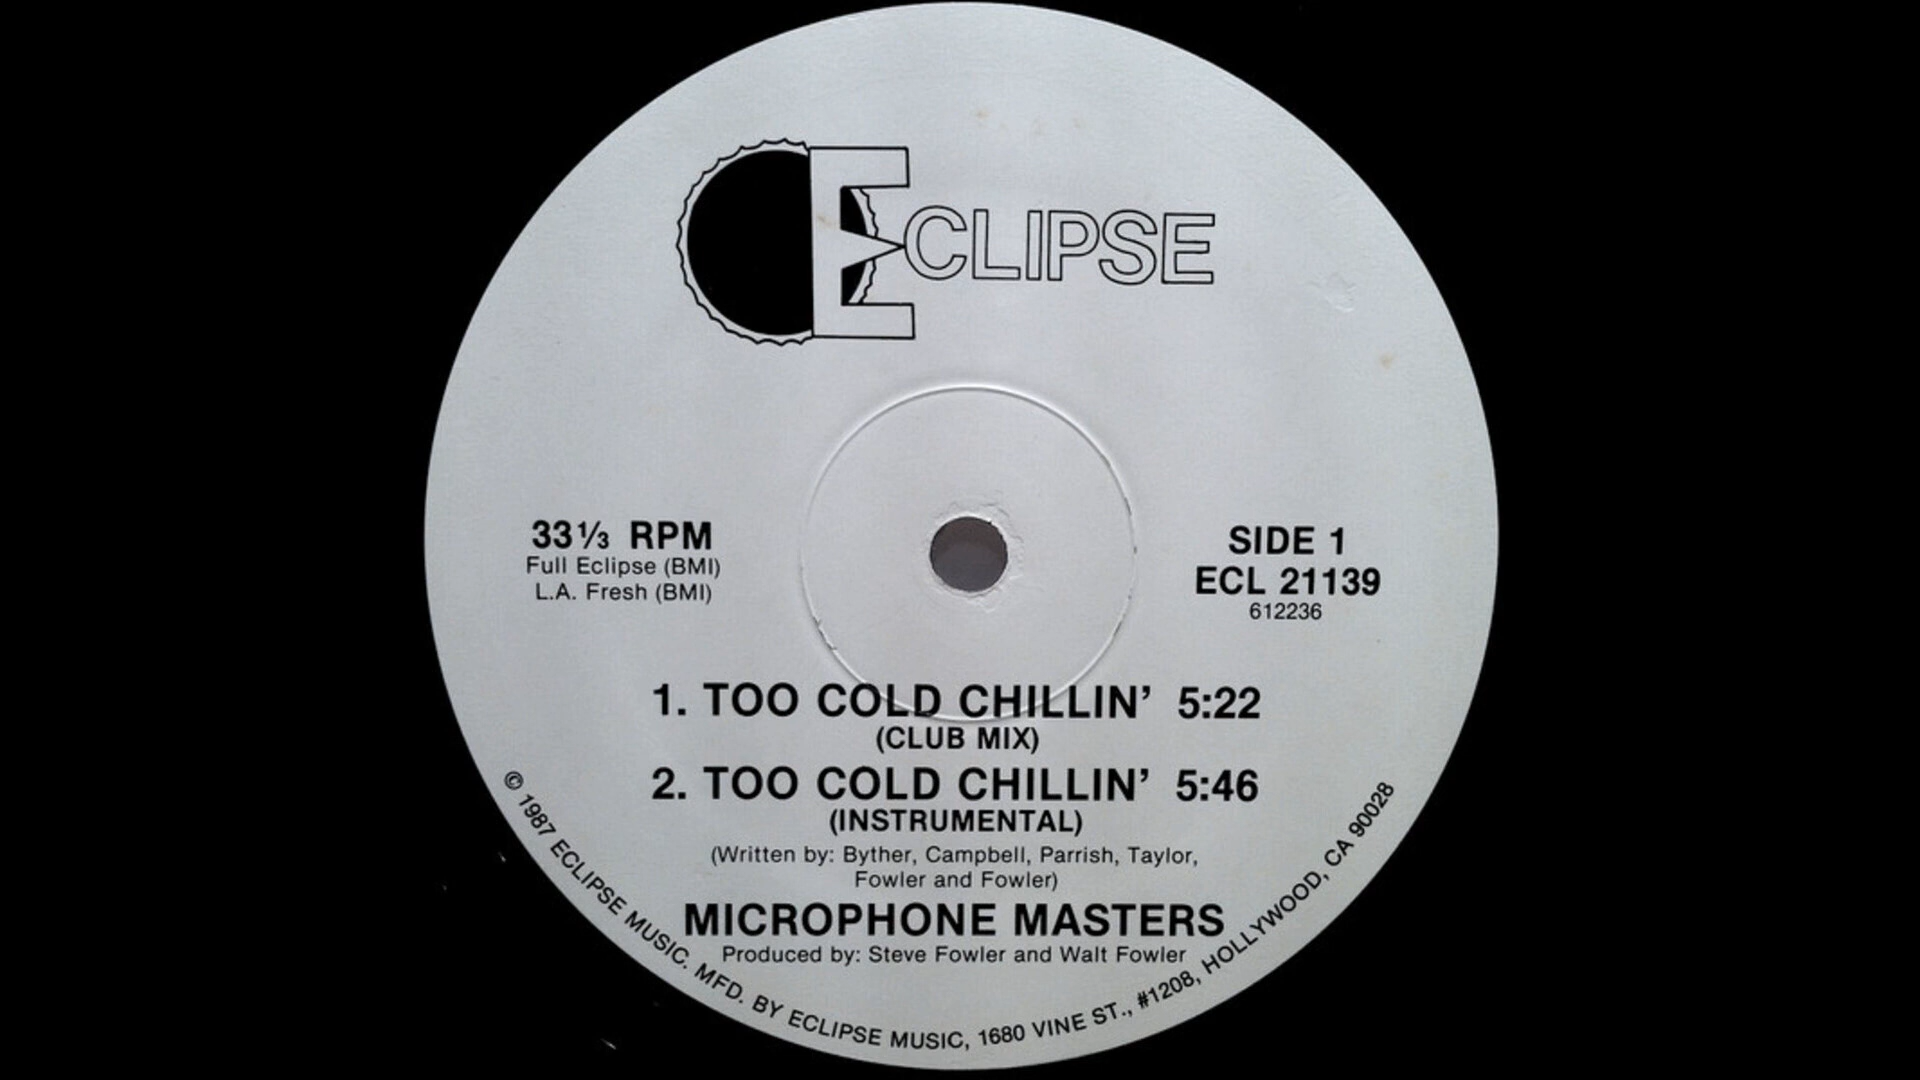 ECLIPSE
33⅓ RPM
Full Eclipse (BMI)
L.A. Fresh (BMI)
SIDE 1
ECL 21139
612236
1. TOO COLD CHILLIN' 5:22
(CLUB MIX)
2. TOO COLD CHILLIN' 5:46
(INSTRUMENTAL)
(Written by: Byther, Campbell, Parrish, Taylor,
Fowler and Fowler)
MICROPHONE MASTERS
Produced by: Steve Fowler and Walt Fowler
© 1987 ECLIPSE MUSIC. MFD. BY ECLIPSE MUSIC, 1680 VINE ST., #1208, HOLLYWOOD, CA 90028